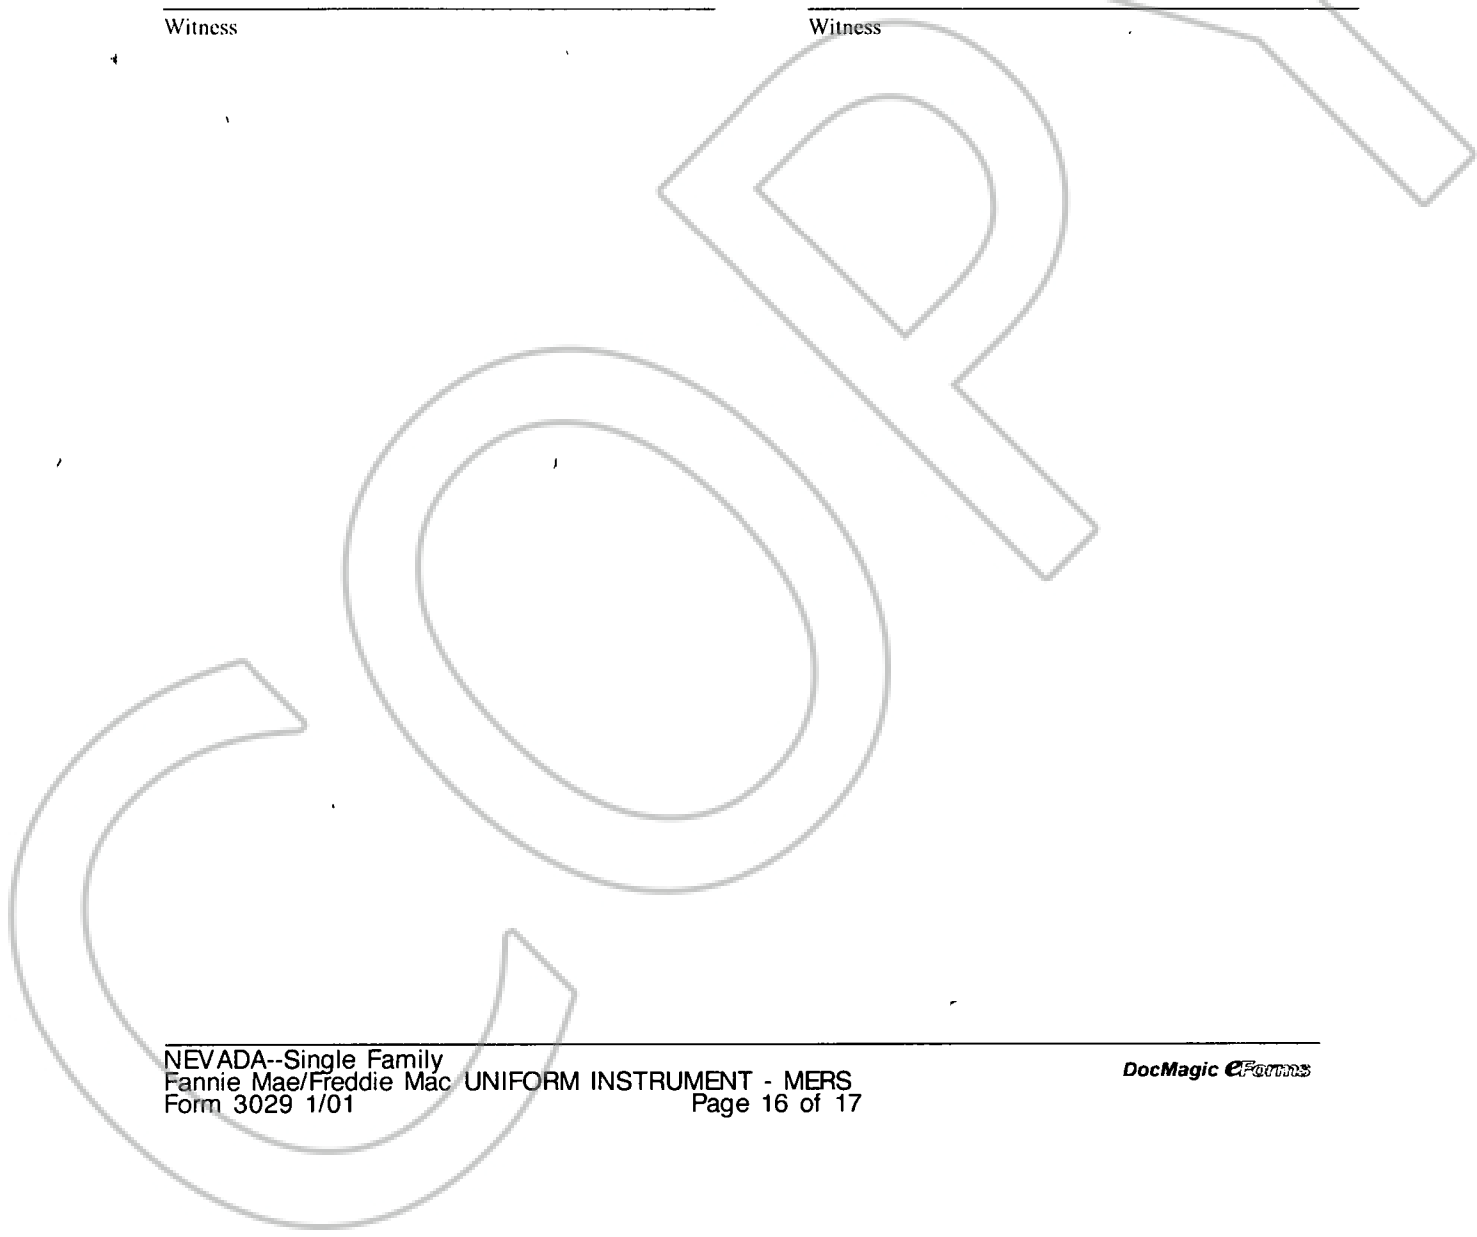 Witness Witness
COPY
NEVADA--Single Family
Fannie Mae/Freddie Mac UNIFORM INSTRUMENT - MERS
Form 3029 1/01 Page 16 of 17
DocMagic eForms